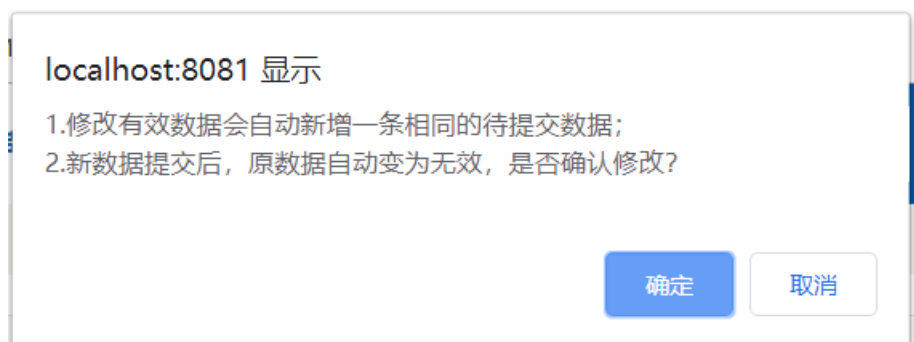 localhost:8081 显示
1.修改有效数据会自动新增一条相同的待提交数据;
2.新数据提交后，原数据自动变为无效，是否确认修改?
确定
取消